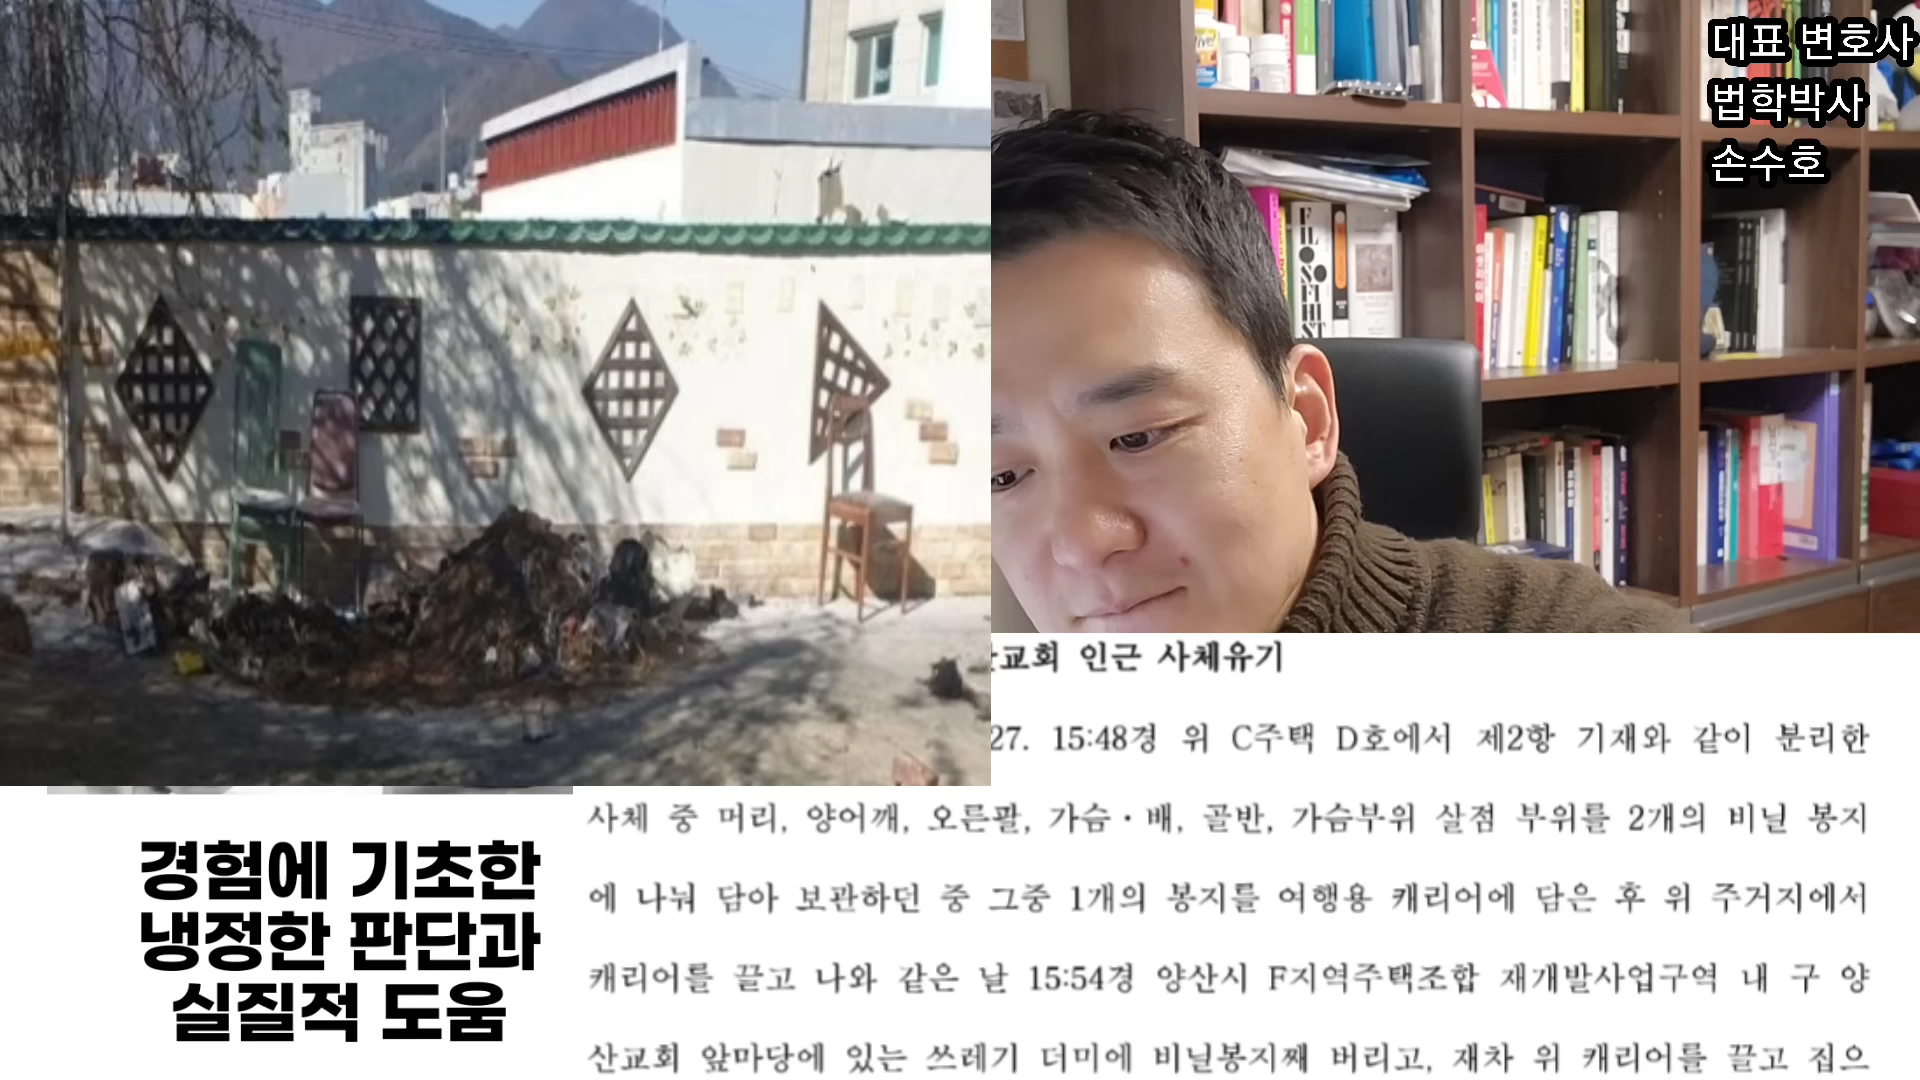 대표 변호사
법학박사
손수호
FILOSOFISHIST
교회 인근 사체유기
27. 15:48경 위 C주택 D호에서 제2항 기재와 같이 분리한
사체 중 머리, 양어깨, 오른팔, 가슴·배, 골반, 가슴부위 살점 부위를 2개의 비닐 봉지
에 나눠 담아 보관하던 중 그중 1개의 봉지를 여행용 캐리어에 담은 후 위 주거지에서
캐리어를 끌고 나와 같은 날 15:54경 양산시 F지역주택조합 재개발사업구역 내 구 양
산교회 앞마당에 있는 쓰레기 더미에 비닐봉지째 버리고, 재차 위 캐리어를 끌고 집으
경험에 기초한
냉정한 판단과
실질적 도움